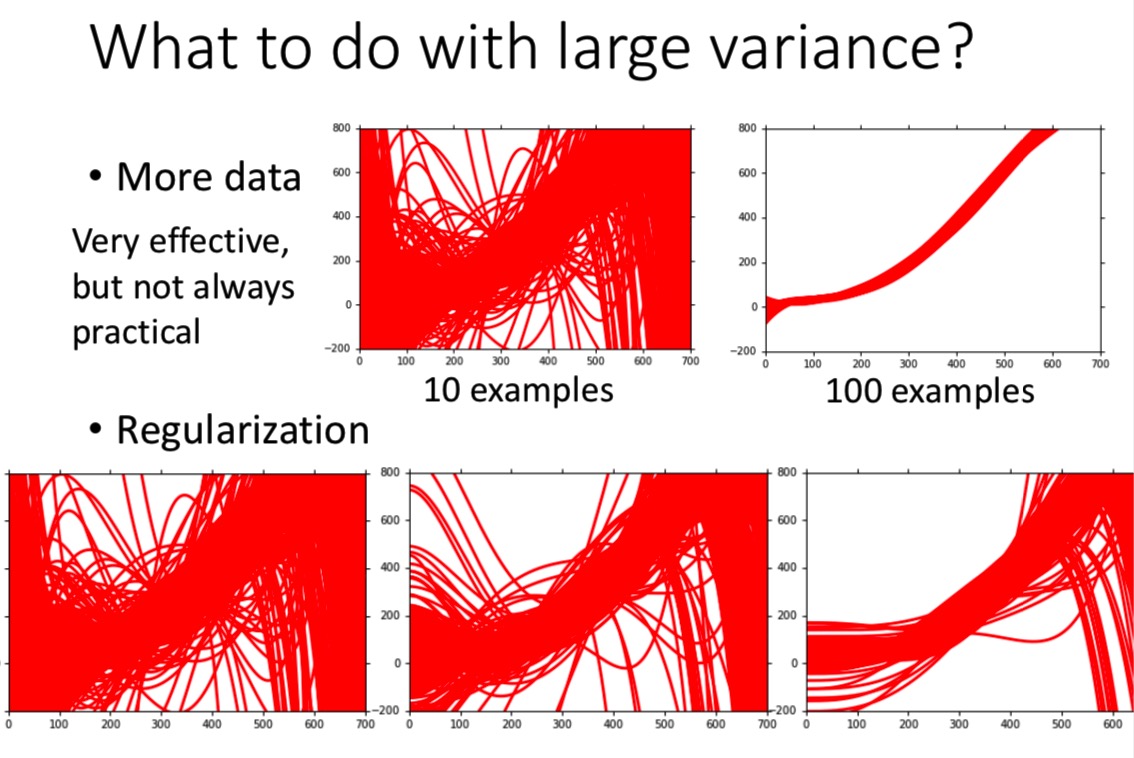 What to do with large variance?
• More data
Very effective,
but not always
practical
800
600
400
200
0
−200
0 100 200 300 400 500 600 700
10 examples
800
600
400
200
0
−200
0 100 200 300 400 500 600 700
100 examples
• Regularization
0 100 200 300 400 500 600 700
800
600
400
200
0
−200
0 100 200 300 400 500 600 700
800
600
400
200
0
−200
0 100 200 300 400 500 600